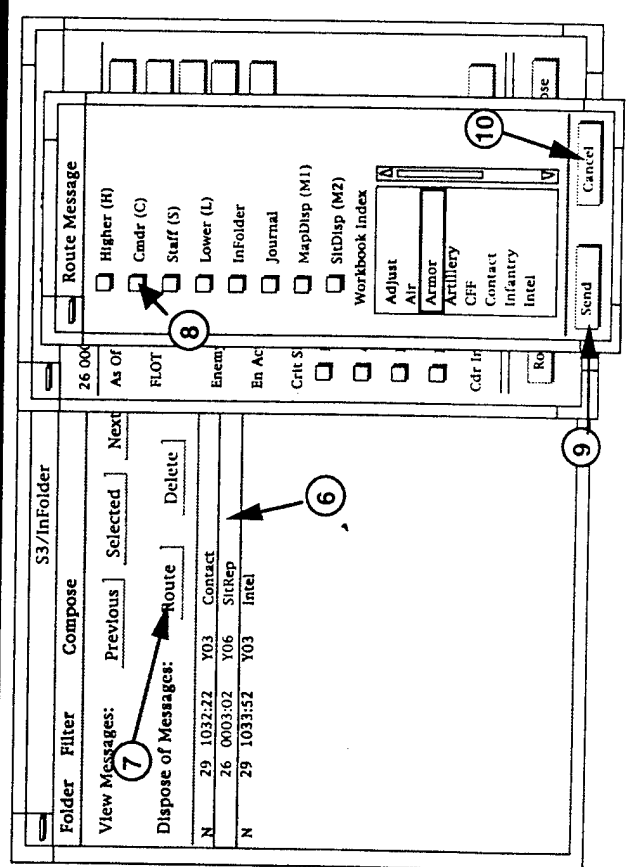 S3/InFolder
Folder Filter Compose
View Messages: Previous Selected Next
Dispose of Messages: Route Delete
N 29 1032:22 Y03 Contact
26 0003:02 Y06 SitRep
N 29 1033:52 Y03 Intel
6
7
26 000
As Of
FLOT
Enemy
En Ac
Crit S
Cdr In
Ro
ose
Route Message
Higher (H)
Cmdr (C)
Staff (S)
Lower (L)
InFolder
Journal
MapDisp (M1)
SitDisp (M2)
Workbook Index
Adjust
Air
Armor
Artillery
CFF
Contact
Infantry
Intel
Send Cancel
8
9
10